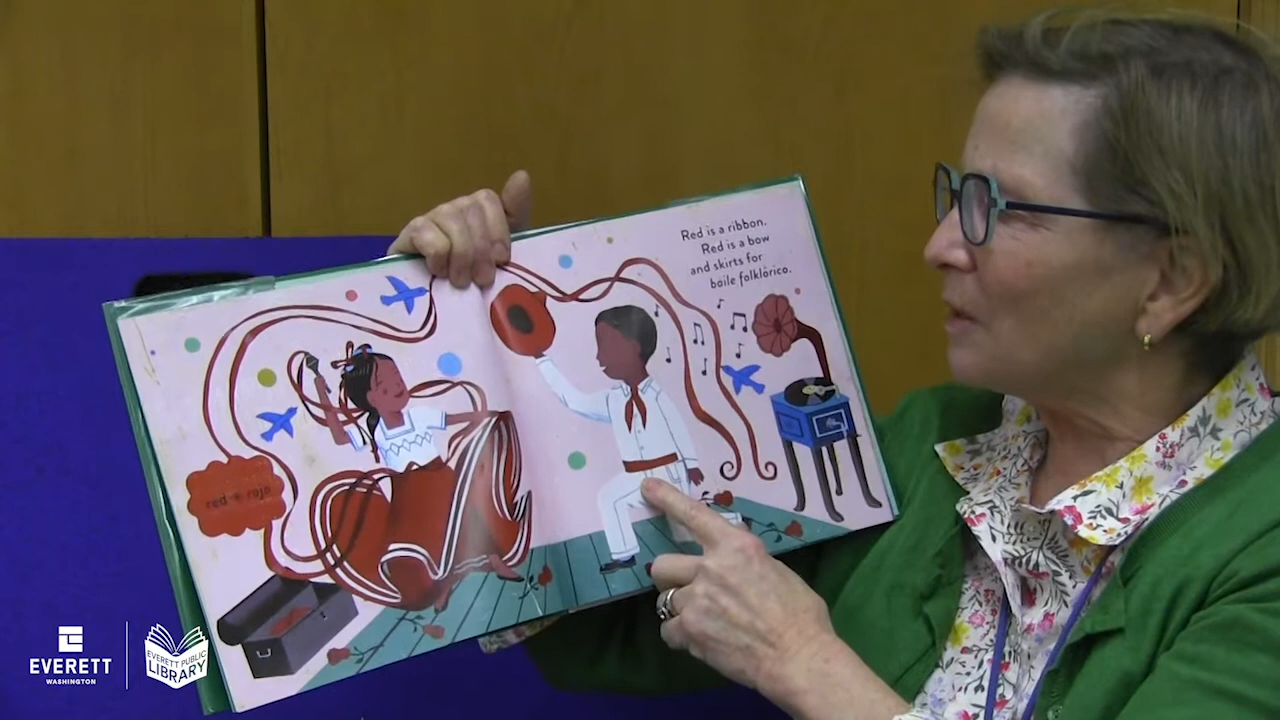 Red is a ribbon.
Red is a bow
and skirts for
baile folklórico.
red • rojo
EVERETT
WASHINGTON
EVERETT PUBLIC
LIBRARY